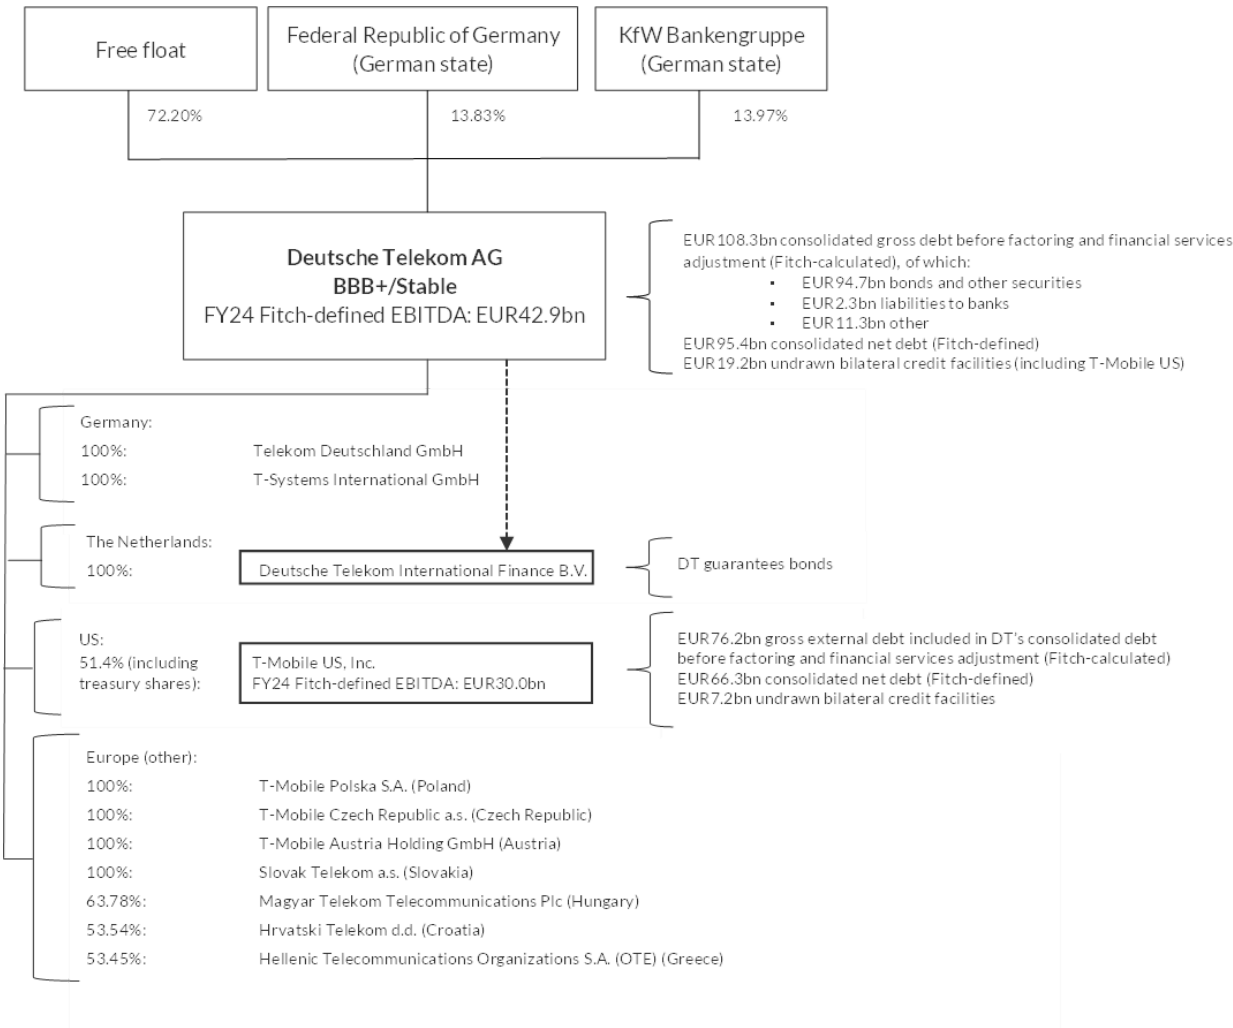 Free float
Federal Republic of Germany
(German state)
KfW Bankengruppe
(German state)
72.20%
13.83%
13.97%
Deutsche Telekom AG
BBB+/Stable
FY24 Fitch-defined EBITDA: EUR42.9bn
EUR108.3bn consolidated gross debt before factoring and financial services
adjustment (Fitch-calculated), of which:
▪ EUR94.7bn bonds and other securities
▪ EUR2.3bn liabilities to banks
▪ EUR11.3bn other
EUR95.4bn consolidated net debt (Fitch-defined)
EUR19.2bn undrawn bilateral credit facilities (including T-Mobile US)
Germany:
100%: Telekom Deutschland GmbH
100%: T-Systems International GmbH
The Netherlands:
100%: Deutsche Telekom International Finance B.V.
DT guarantees bonds
US:
51.4% (including
treasury shares):
T-Mobile US, Inc.
FY24 Fitch-defined EBITDA: EUR30.0bn
EUR76.2bn gross external debt included in DT's consolidated debt
before factoring and financial services adjustment (Fitch-calculated)
EUR66.3bn consolidated net debt (Fitch-defined)
EUR7.2bn undrawn bilateral credit facilities
Europe (other):
100%: T-Mobile Polska S.A. (Poland)
100%: T-Mobile Czech Republic a.s. (Czech Republic)
100%: T-Mobile Austria Holding GmbH (Austria)
100%: Slovak Telekom a.s. (Slovakia)
63.78%: Magyar Telekom Telecommunications Plc (Hungary)
53.54%: Hrvatski Telekom d.d. (Croatia)
53.45%: Hellenic Telecommunications Organizations S.A. (OTE) (Greece)